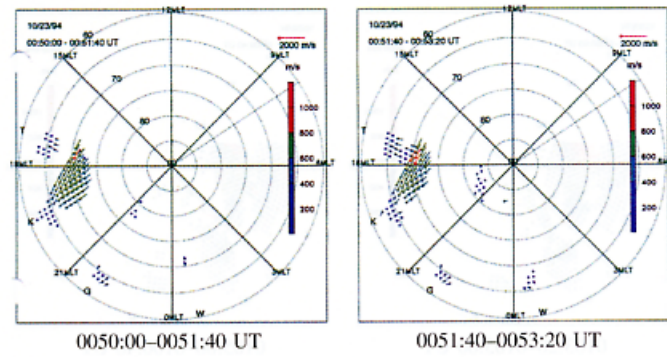 10/23/94
00:50:00 - 00:51:40 UT
12MLT
2000 m/s
m/s
15MLT
9MLT
60
70
80
1000
800
600
400
200
T
18MLT
6MLT
K
21MLT
3MLT
G
W
0MLT
0050:00–0051:40 UT
10/23/94
00:51:40 - 00:53:20 UT
12MLT
2000 m/s
m/s
15MLT
9MLT
60
70
80
1000
800
600
400
200
T
18MLT
6MLT
K
21MLT
3MLT
G
W
0MLT
0051:40–0053:20 UT